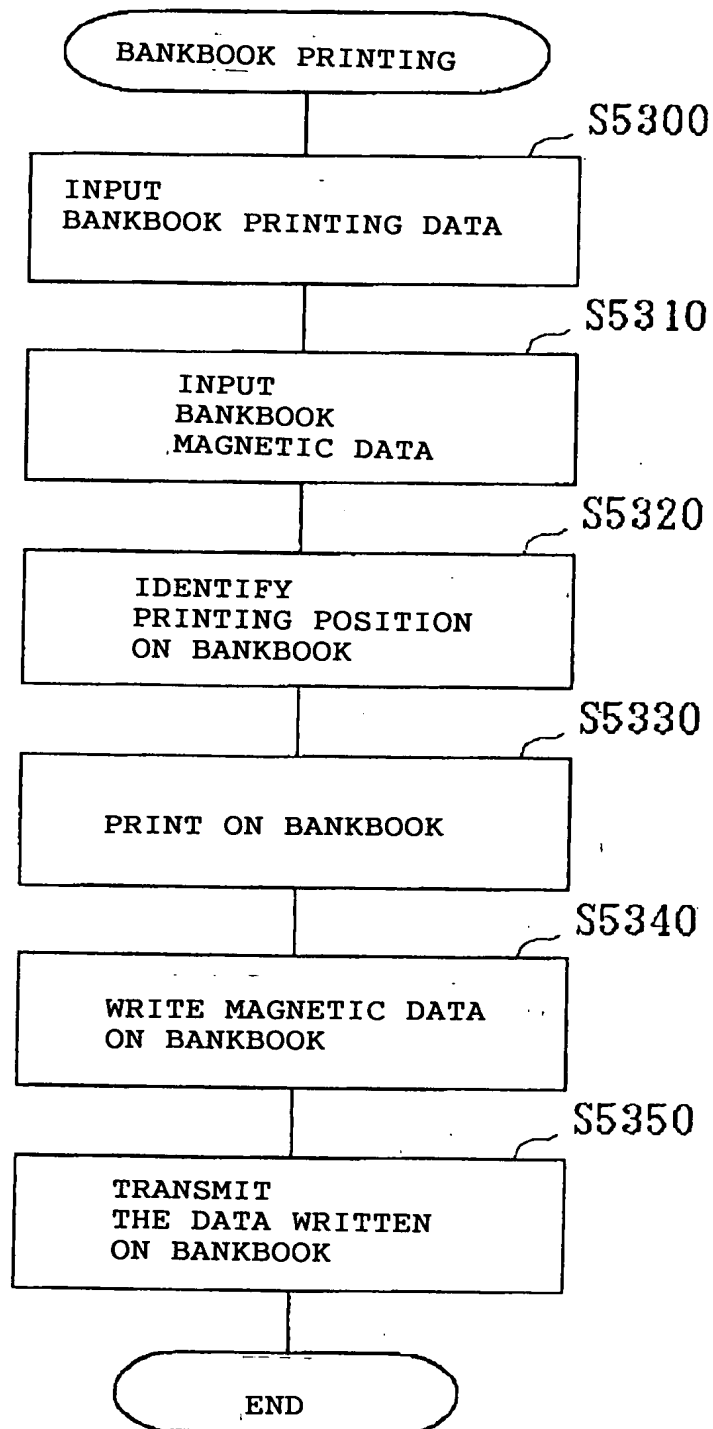 BANKBOOK PRINTING
S5300
INPUT
BANKBOOK PRINTING DATA
S5310
INPUT
BANKBOOK
MAGNETIC DATA
S5320
IDENTIFY
PRINTING POSITION
ON BANKBOOK
S5330
PRINT ON BANKBOOK
S5340
WRITE MAGNETIC DATA
ON BANKBOOK
S5350
TRANSMIT
THE DATA WRITTEN
ON BANKBOOK
END